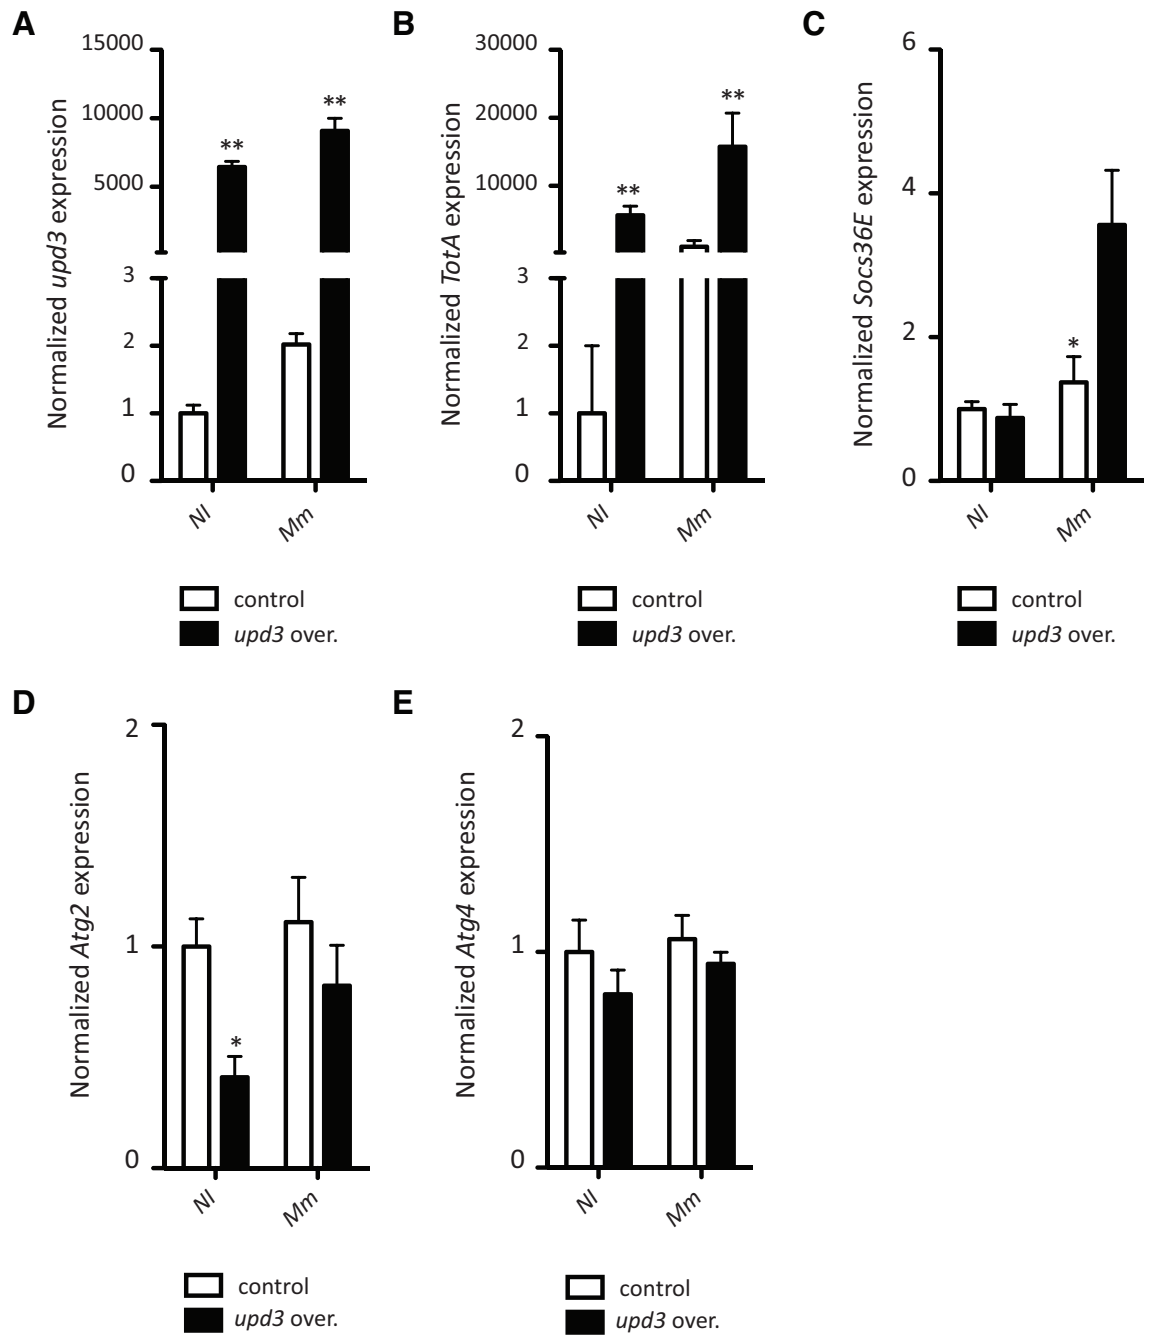 A
Normalized upd3 expression
15000
10000
5000
3
2
1
0
**
**
NI
Mm
control
upd3 over.
B
Normalized TotA expression
30000
20000
10000
3
2
1
0
**
**
NI
Mm
control
upd3 over.
C
Normalized Socs36E expression
6
4
2
0
*
NI
Mm
control
upd3 over.
D
Normalized Atg2 expression
2
1
0
*
NI
Mm
control
upd3 over.
E
Normalized Atg4 expression
2
1
0
NI
Mm
control
upd3 over.